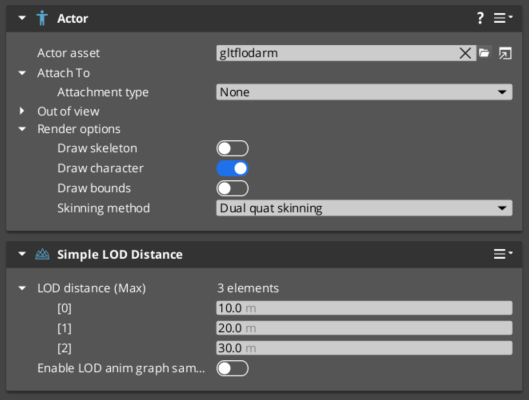 Actor ?
Actor asset gltflodarm
Attach To
Attachment type None
Out of view
Render options
Draw skeleton
Draw character
Draw bounds
Skinning method Dual quat skinning
Simple LOD Distance
LOD distance (Max) 3 elements
[0] 10.0 m
[1] 20.0 m
[2] 30.0 m
Enable LOD anim graph sam...